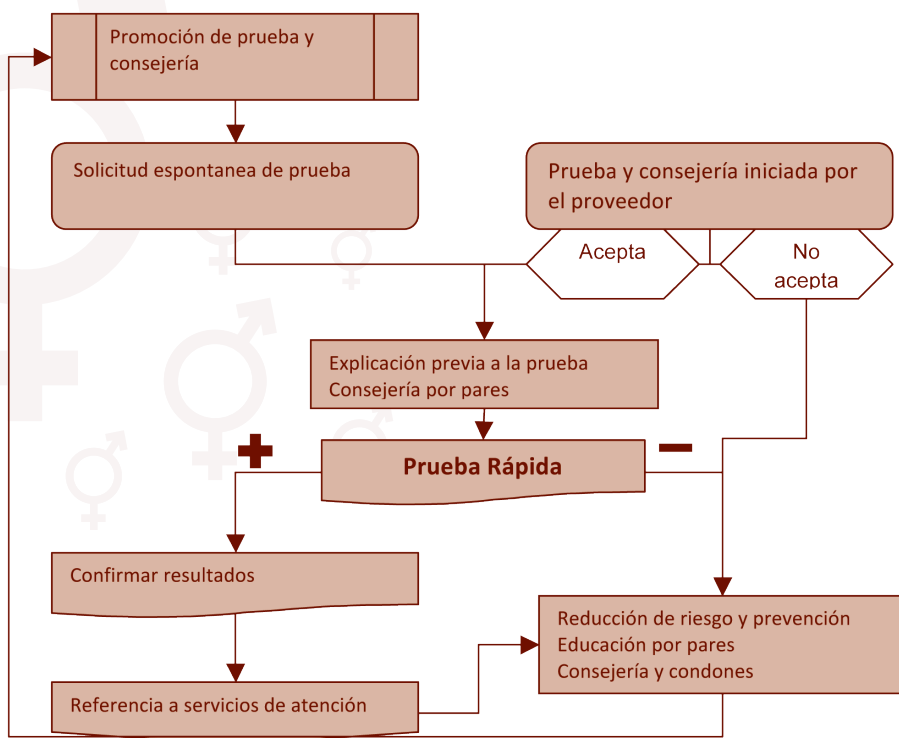 Promoción de prueba y
consejería
Solicitud espontanea de prueba
Prueba y consejería iniciada por
el proveedor
Acepta
No
acepta
Explicación previa a la prueba
Consejería por pares
+
Prueba Rápida
−
Confirmar resultados
Reducción de riesgo y prevención
Educación por pares
Consejería y condones
Referencia a servicios de atención